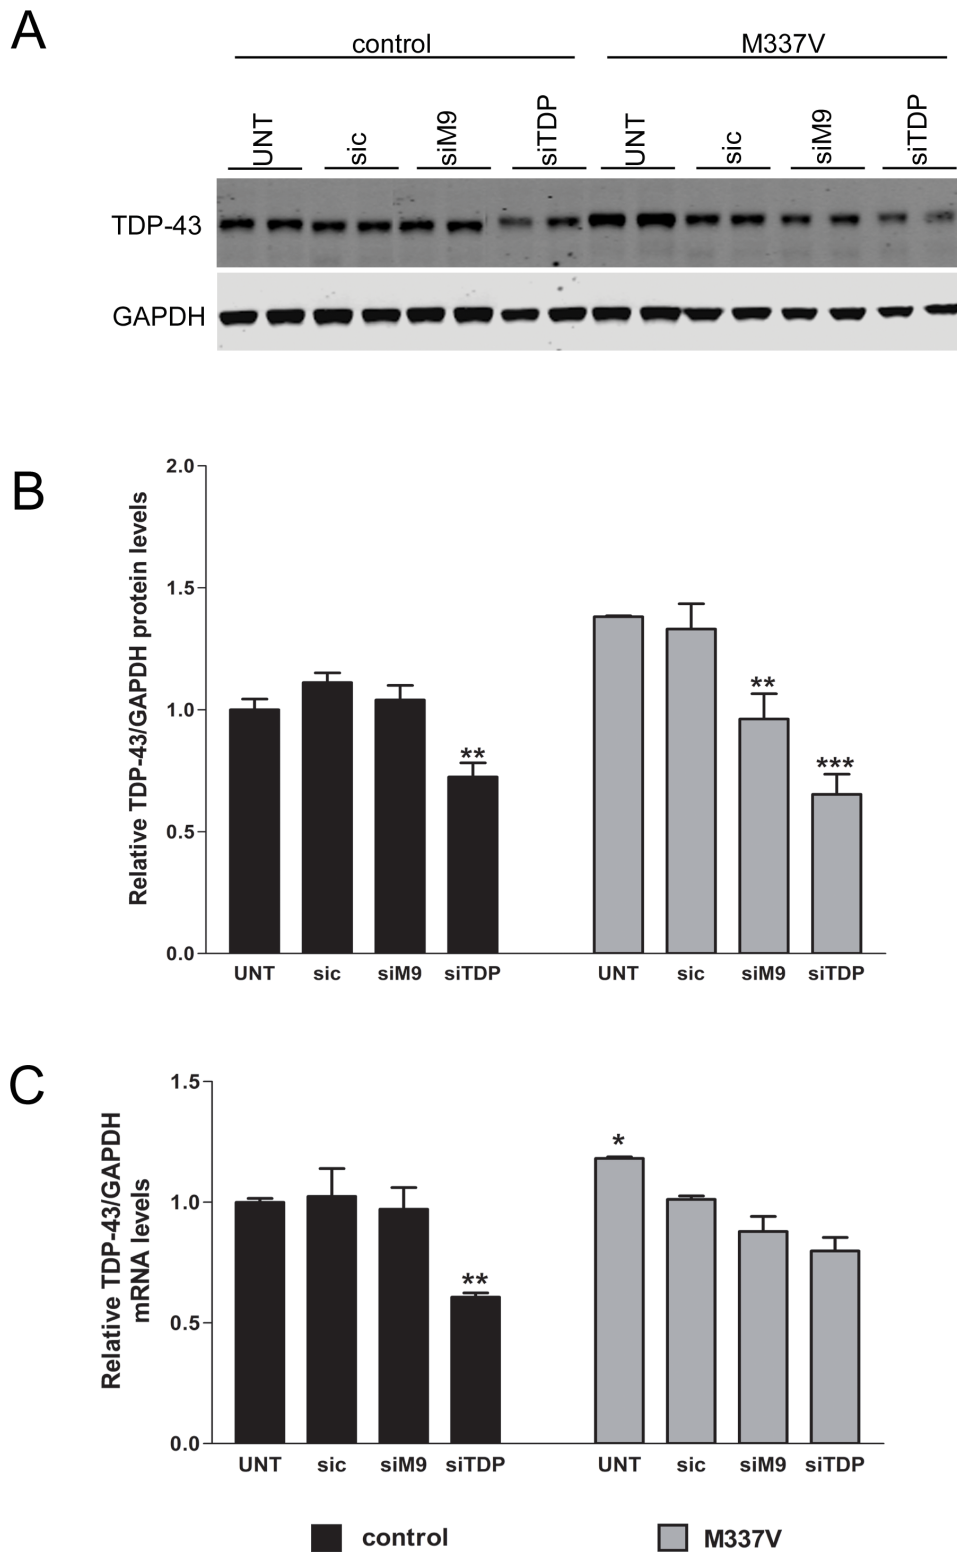 A
control M337V
UNT sic siM9 siTDP UNT sic siM9 siTDP
TDP-43
GAPDH
B
Relative TDP-43/GAPDH protein levels
2.0
1.5
1.0
0.5
0.0
** ** ***
UNT sic siM9 siTDP UNT sic siM9 siTDP
C
Relative TDP-43/GAPDH
mRNA levels
1.5
1.0
0.5
0.0
** *
UNT sic siM9 siTDP UNT sic siM9 siTDP
control M337V